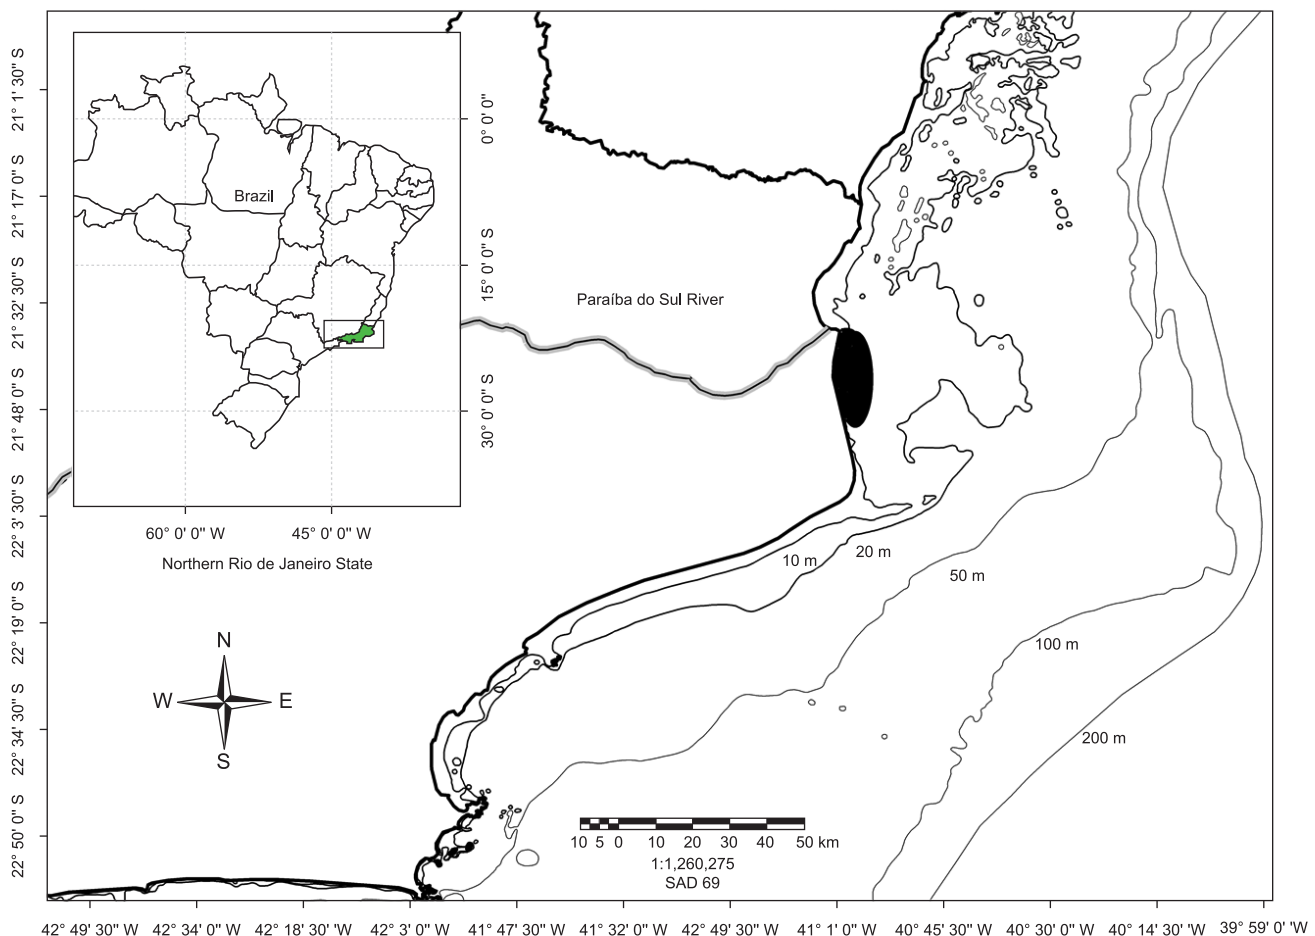 21° 1' 30" S
21° 17' 0" S
21° 32' 30" S
21° 48' 0" S
22° 3' 30" S
22° 19' 0" S
22° 34' 30" S
22° 50' 0" S
Brazil
0° 0' 0"
15° 0' 0" S
30° 0' 0" S
60° 0' 0" W
45° 0' 0" W
Northern Rio de Janeiro State
Paraíba do Sul River
N
W
E
S
10 m
20 m
50 m
100 m
200 m
10 5 0 10 20 30 40 50 km
1:1,260,275
SAD 69
42° 49' 30" W
42° 34' 0" W
42° 18' 30" W
42° 3' 0" W
41° 47' 30" W
41° 32' 0" W
42° 49' 30" W
41° 1' 0" W
40° 45' 30" W
40° 30' 0" W
40° 14' 30" W
39° 59' 0 'W